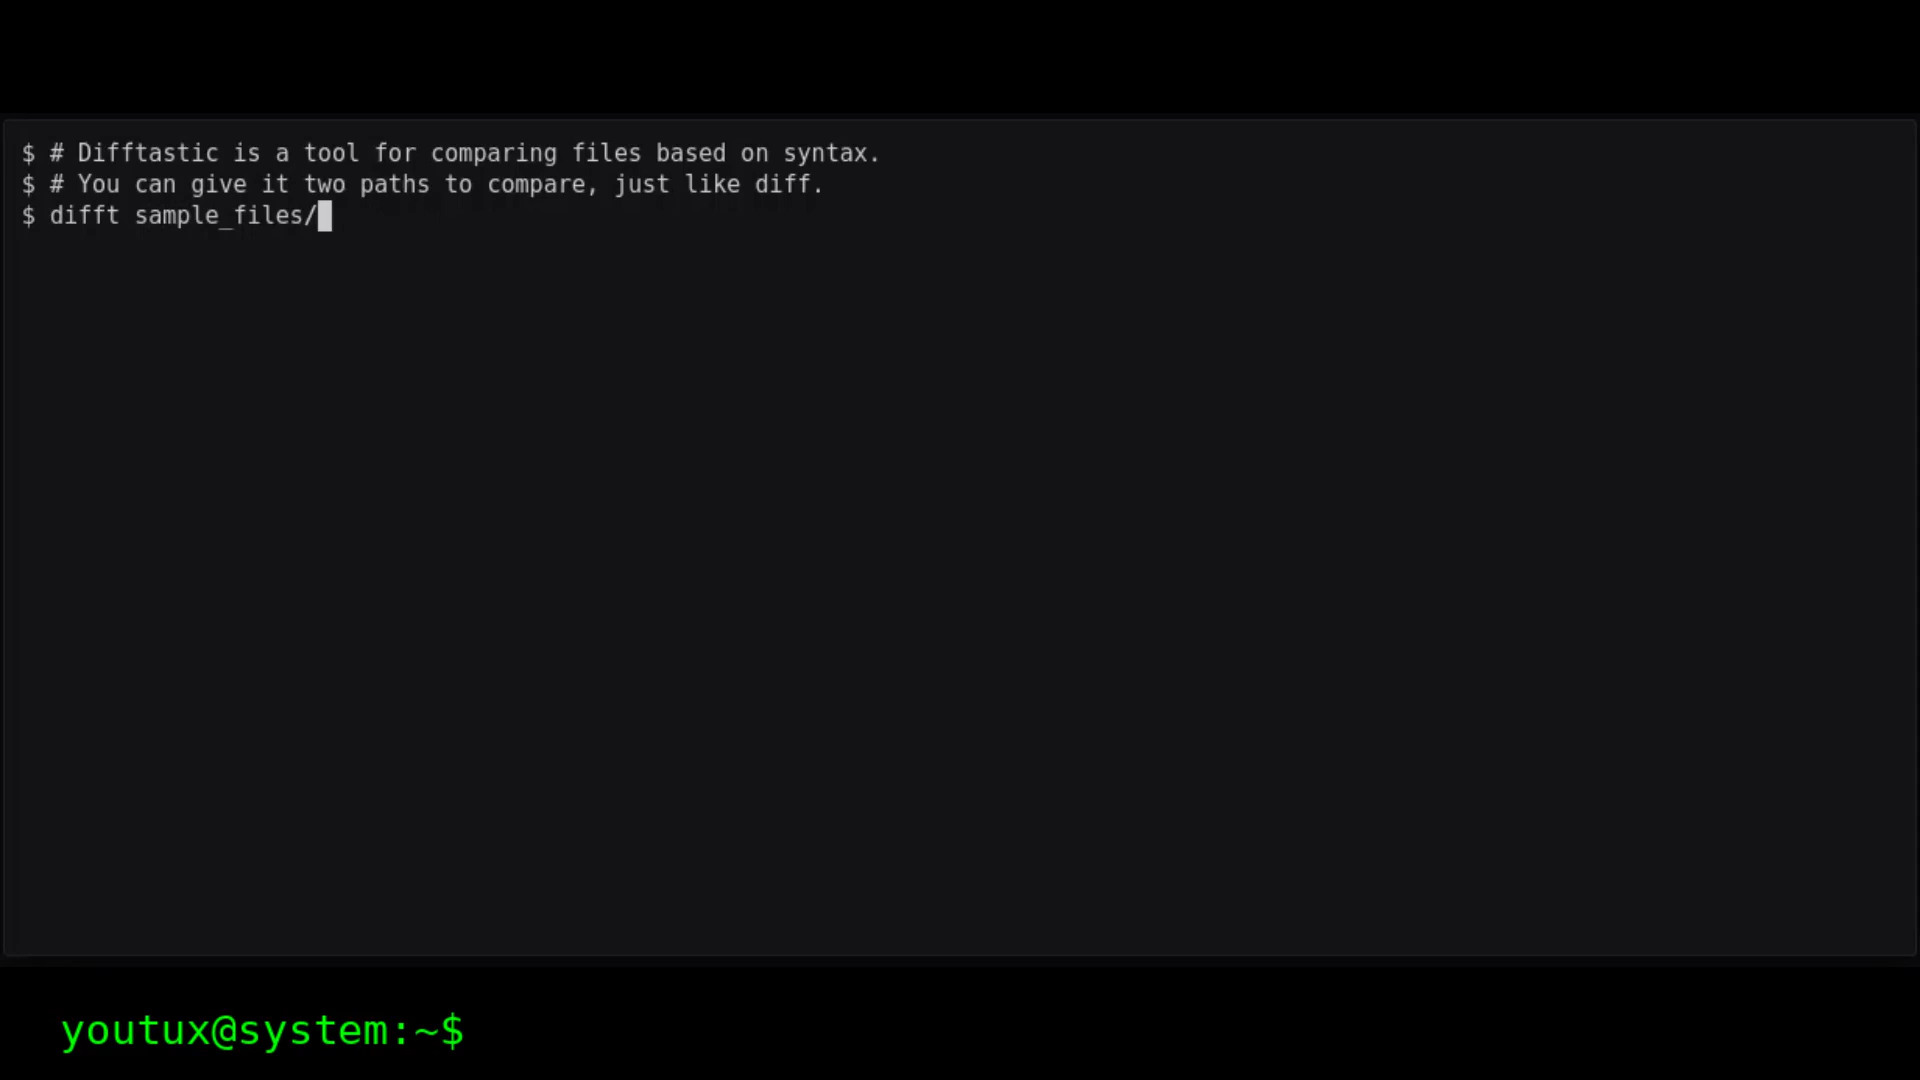 $ # Difftastic is a tool for comparing files based on syntax.
$ # You can give it two paths to compare, just like diff.
$ difft sample_files/
youtux@system:~$